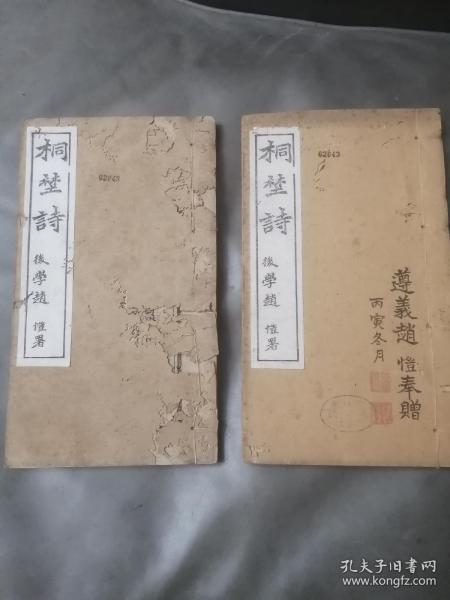 桐埜詩
後學趙愷署
02643
桐埜詩
後學趙愷署
02643
遵義趙愷奉贈
丙寅冬月
孔夫子旧书网
www.kongfz.com